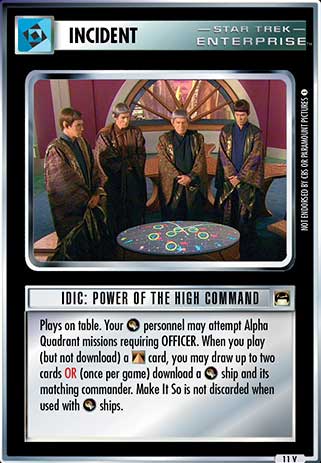 INCIDENT
STAR TREK
ENTERPRISE™
NOT ENDORSED BY CBS OR PARAMOUNT PICTURES
IDIC: POWER OF THE HIGH COMMAND
Plays on table. Your personnel may attempt Alpha
Quadrant missions requiring OFFICER. When you play
(but not download) a card, you may draw up to two
cards OR (once per game) download a ship and its
matching commander. Make It So is not discarded when
used with ships.
11 V